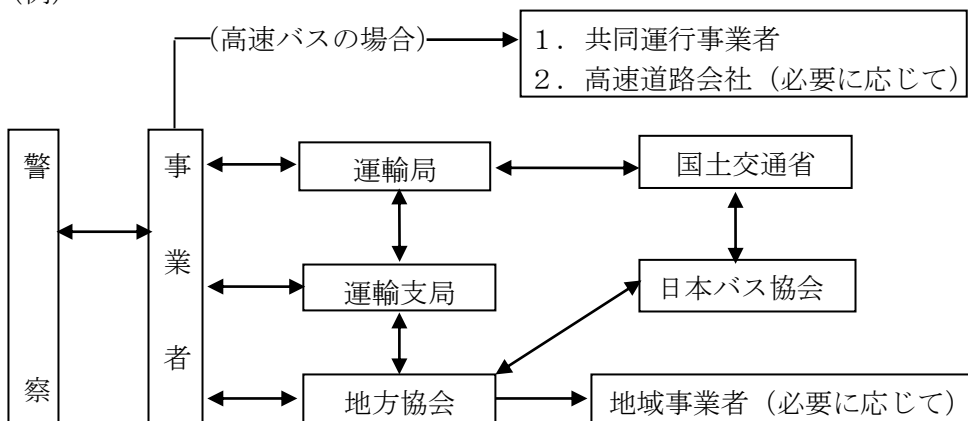 (例)
(高速バスの場合)
１．共同運行事業者
２．高速道路会社（必要に応じて）
警察
事業者
運輸局
国土交通省
運輸支局
日本バス協会
地方協会
地域事業者（必要に応じて）